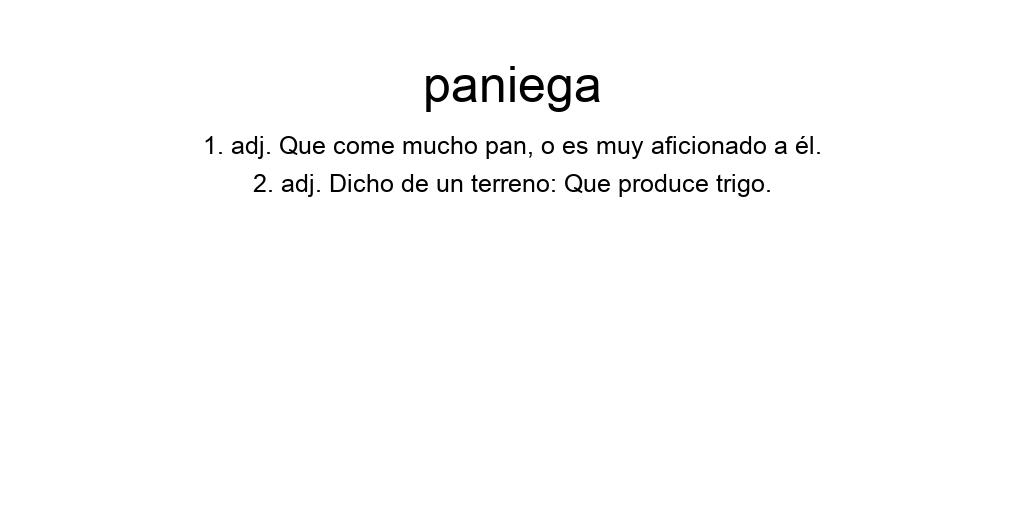 paniega
1. adj. Que come mucho pan, o es muy aficionado a él.
2. adj. Dicho de un terreno: Que produce trigo.